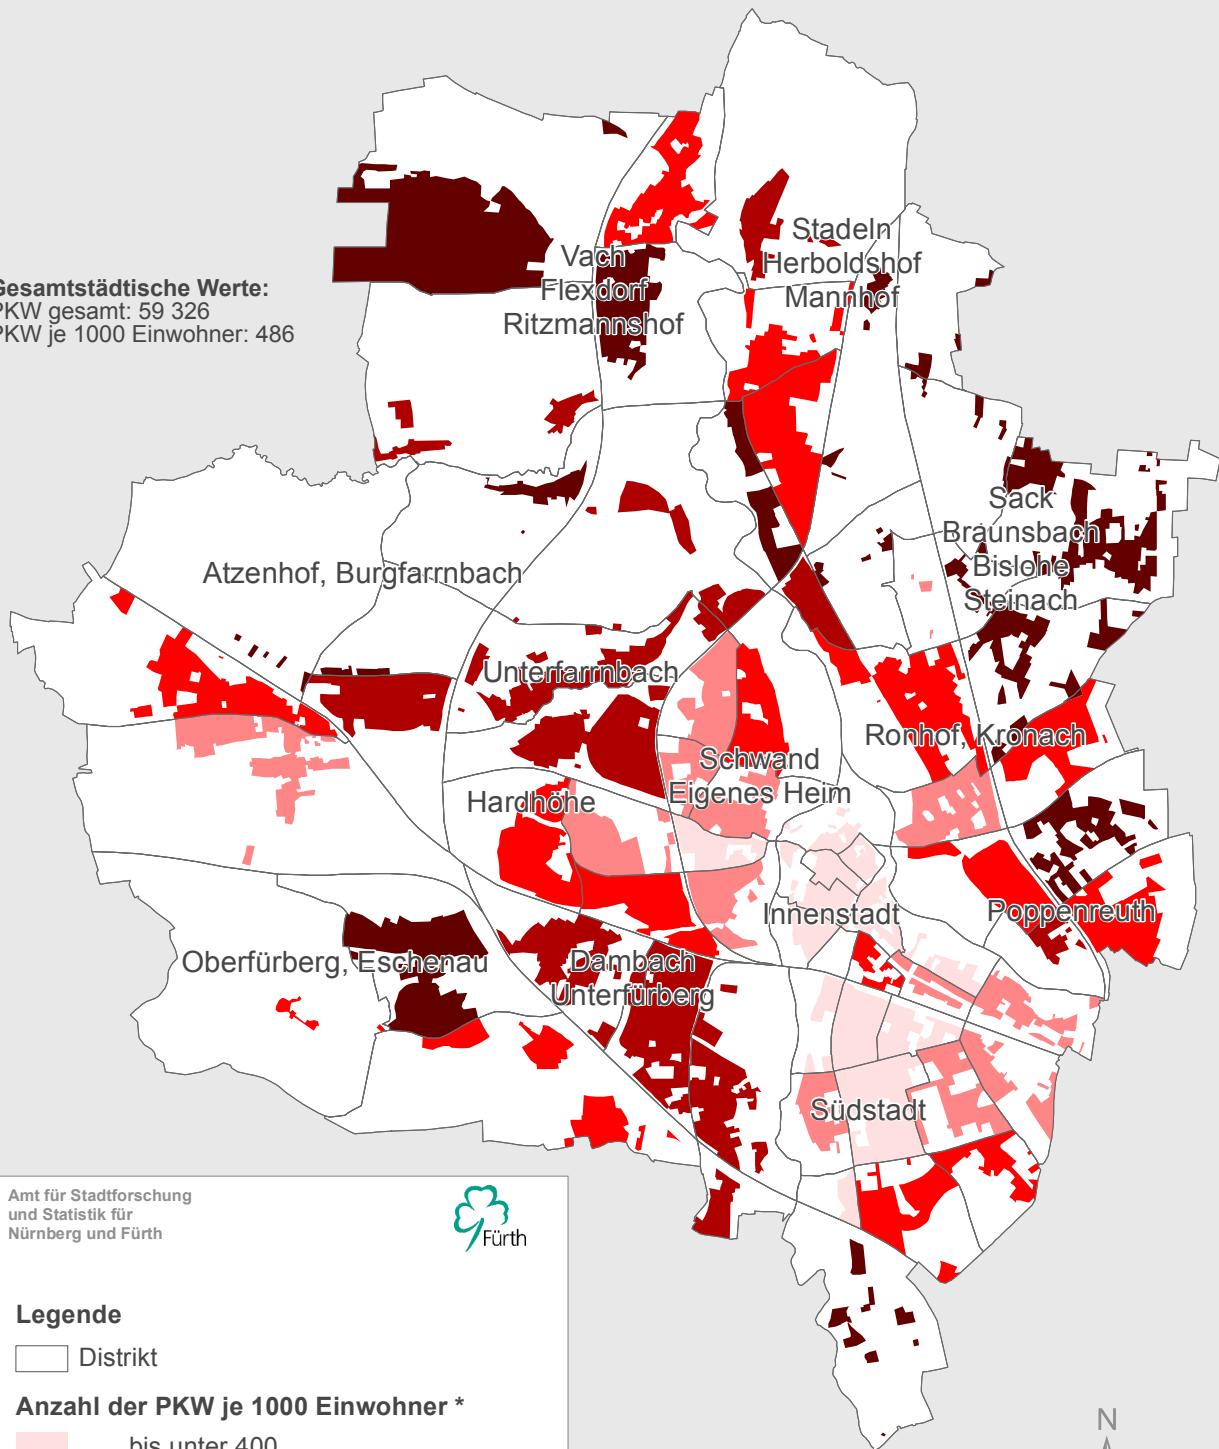 Gesamtstädtische Werte:
PKW gesamt: 59 326
PKW je 1000 Einwohner: 486
Stadeln
Herboldshof
Mannhof
Vach
Flexdorf
Ritzmannshof
Sack
Braunsbach
Bislohe
Steinach
Atzenhof, Burgfarrnbach
Unterfarrnbach
Ronhof, Kronach
Schwand
Eigenes Heim
Hardhöhe
Innenstadt
Poppenreuth
Oberfürberg, Eschenau
Dambach
Unterfürberg
Südstadt
Amt für Stadtforschung
und Statistik für
Nürnberg und Fürth
Fürth
Legende
Distrikt
Anzahl der PKW je 1000 Einwohner *
bis unter 400
N